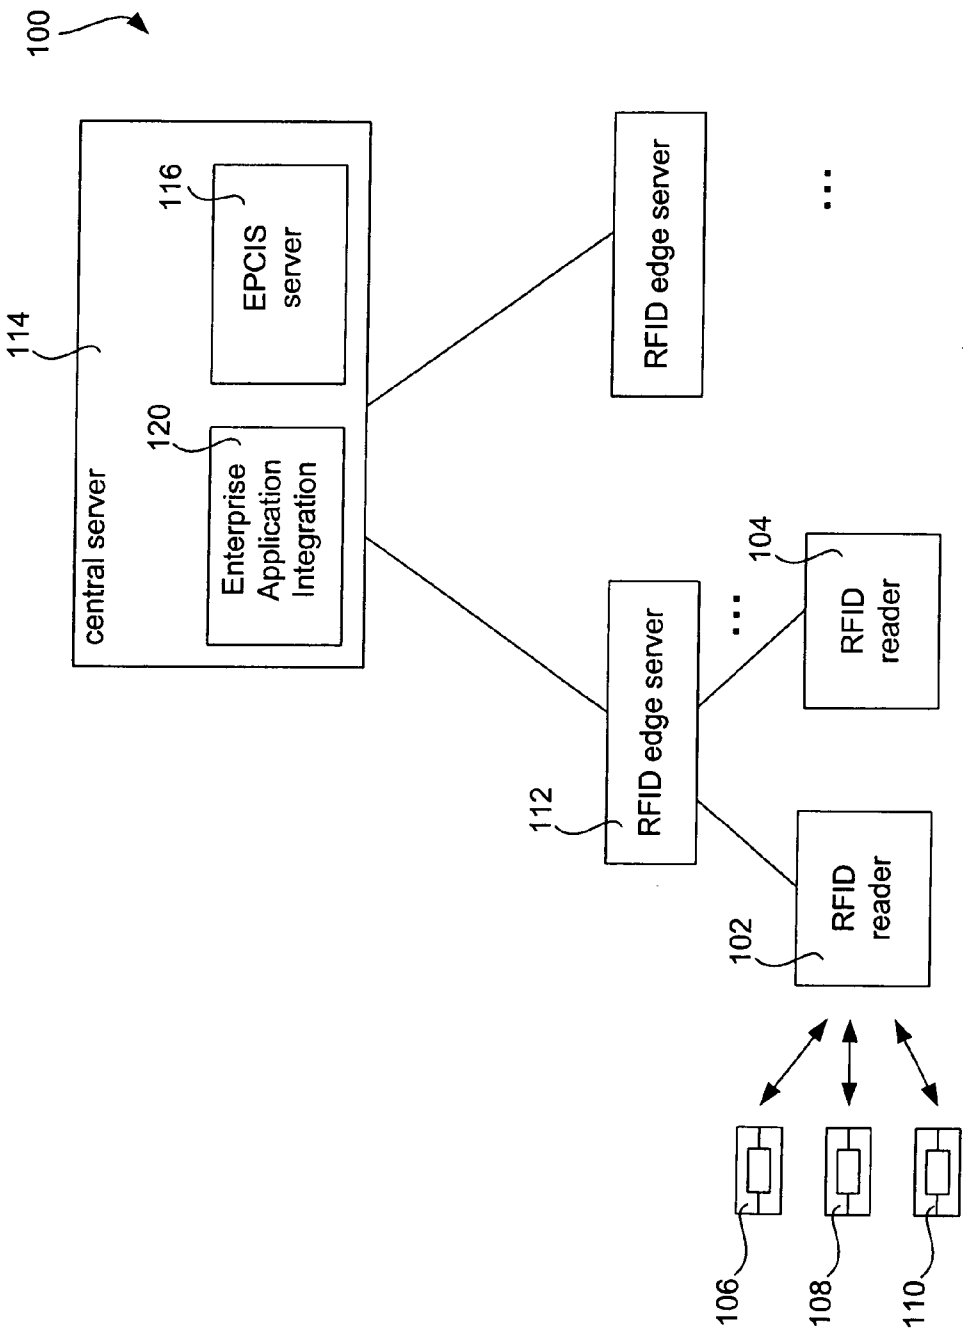 100
114
central server
120
Enterprise
Application
Integration
116
EPCIS
server
112
RFID edge server
RFID edge server
...
...
102
RFID
reader
104
RFID
reader
106
108
110